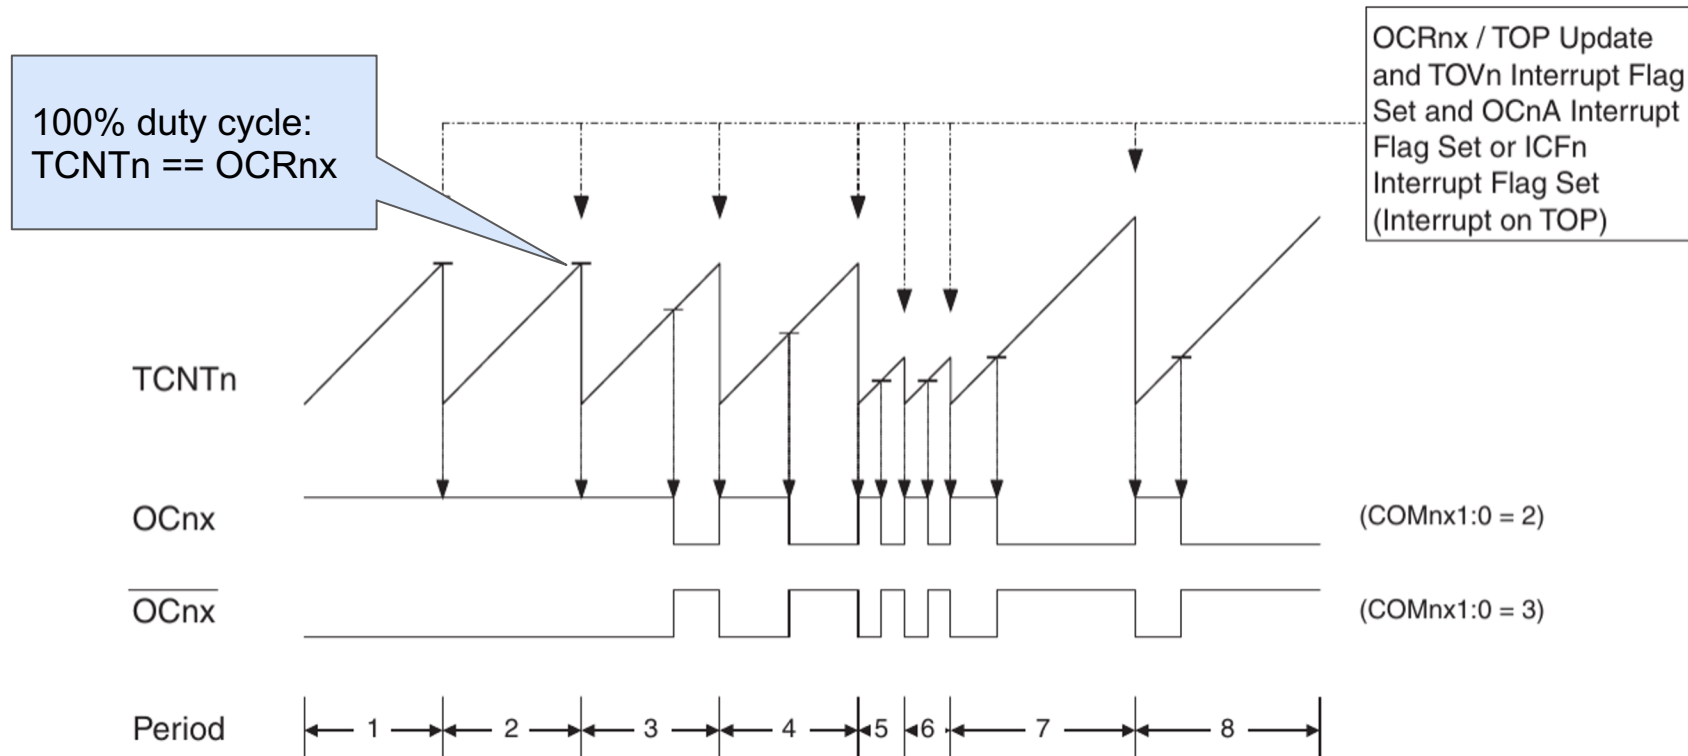 OCRnx / TOP Update
and TOVn Interrupt Flag
Set and OCnA Interrupt
Flag Set or ICFn
Interrupt Flag Set
(Interrupt on TOP)
100% duty cycle:
TCNTn == OCRnx
TCNTn
OCnx
(COMnx1:0 = 2)
OCnx
(COMnx1:0 = 3)
Period
1 2 3 4 5 6 7 8